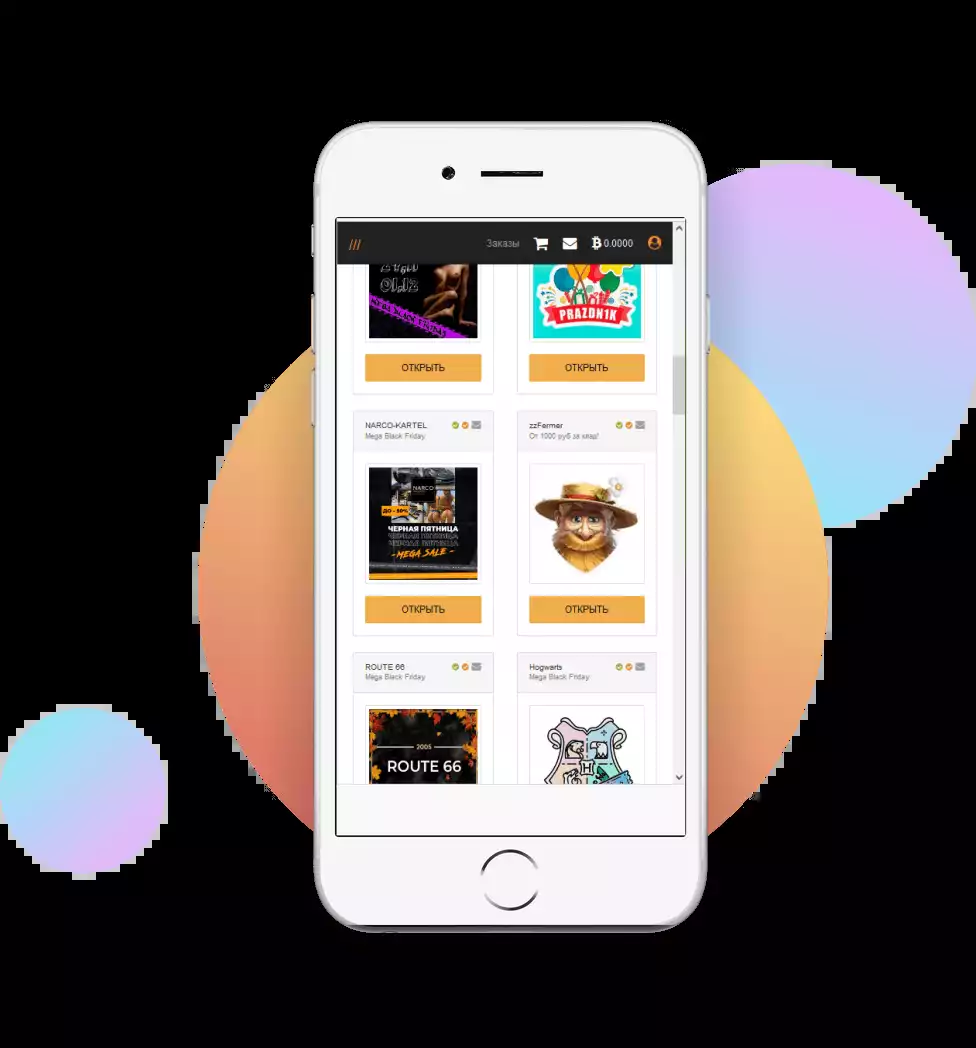 ///
Заказы
0.0000
PRAZDN1K
ОТКРЫТЬ
ОТКРЫТЬ
NARCO-KARTEL
Mega Black Friday
zzFermer
От 1000 руб за клад!
NARCO
ДО - 50%
ЧЕРНАЯ ПЯТНИЦА
ЧЕРНАЯ ПЯТНИЦА
ЧЕРНАЯ ПЯТНИЦА
- MEGA SALE -
ОТКРЫТЬ
ОТКРЫТЬ
ROUTE 66
Mega Black Friday
Hogwarts
Mega Black Friday
2005
ROUTE 66
H